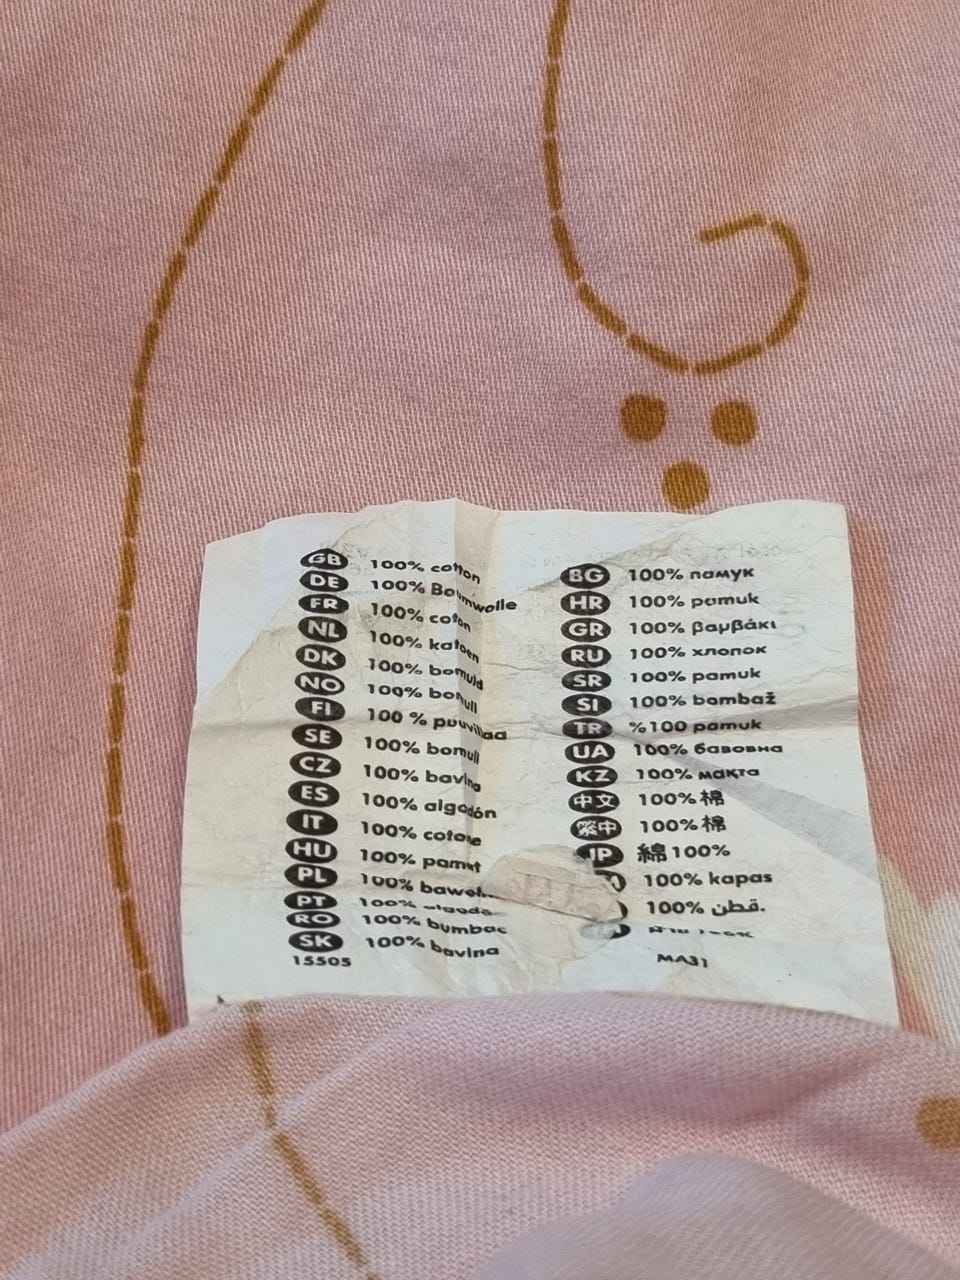 GB 100% cotton
DE 100% Baumwolle
FR 100% coton
NL 100% katoen
DK 100% bomuld
NO 100% bomull
FI 100 % puuvillaa
SE 100% bomull
CZ 100% bavlna
ES 100% algodón
IT 100% cotone
HU 100% pamut
PL 100% bawełna
PT 100% algodão
RO 100% bumbac
SK 100% bavlna
15505
BG 100% памук
HR 100% pamuk
GR 100% βαμβάκι
RU 100% хлопок
SR 100% pamuk
SI 100% bombaž
TR %100 pamuk
UA 100% бавовна
KZ 100% мақта
中文 100% 棉
繁中 100% 棉
JP 綿 100%
100% kapas
100% قطن.
MA31